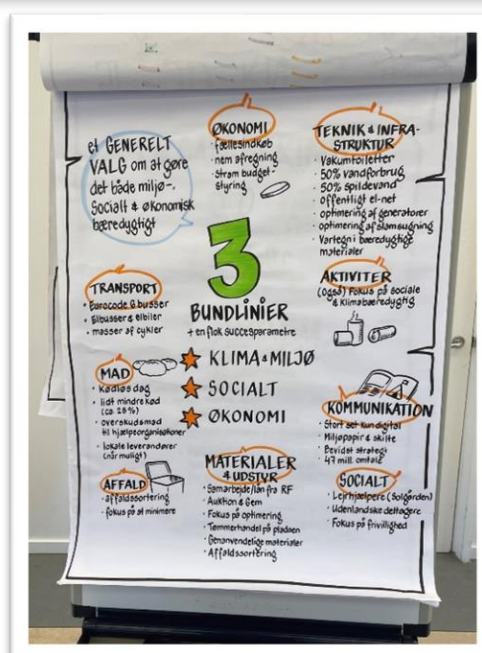 et GENERELT
VALG om at gøre
det både miljø-,
Socialt & økonomisk
bæredygtigt
ØKONOMI
· fællesindkøb
· nem afregning
· Stram budget-
styring
TEKNIK & INFRA-
STRUKTUR
· Vakumtoiletter
· 50% vandforbrug
· 50% spildevand
· offentligt el-net
· optimering af generatorer
· optimering af slamsugning
· Vartegn i bæredygtige
materialer
3
BUNDLINIER
+ en flok succesparametre
KLIMA & MILJØ
SOCIALT
ØKONOMI
TRANSPORT
· Eurocode 6 busser
· Elbusser & elbiler
· masser af cykler
AKTIVITER
(også) Fokus på sociale
& Klimabæredygtig
MAD
· Kødløs dag
· lidt mindre kød
(ca. 28%)
· overskudsmad
til hjælpeorganisationer
· lokale leverandører
(når muligt)
KOMMUNIKATION
· Stort set kun digital
· Miljøpapir & skilte
· Bevidst strategi
· 47 mill. omtale
AFFALD
· affaldssortering
· fokus på at minimere
MATERIALER
& UDSTYR
· Samarbejde/lån fra RF
· Auktion & Gem
· Fokus på optimering
· Tømmerhandel på pladsen
· Genanvendelige materialer
· Affaldssortering
SOCIALT
· Lejrhjælpere (Solgården)
· Udenlandske deltagere
· Fokus på frivillighed